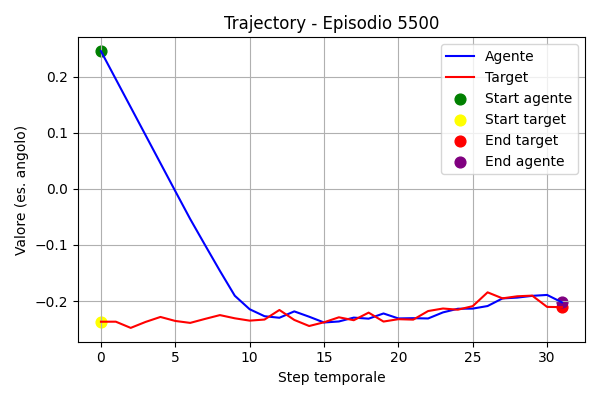 Trajectory - Episodio 5500
Valore (es. angolo)
0.2
0.1
0.0
−0.1
−0.2
Agente
Target
Start agente
Start target
End target
End agente
0 5 10 15 20 25 30
Step temporale